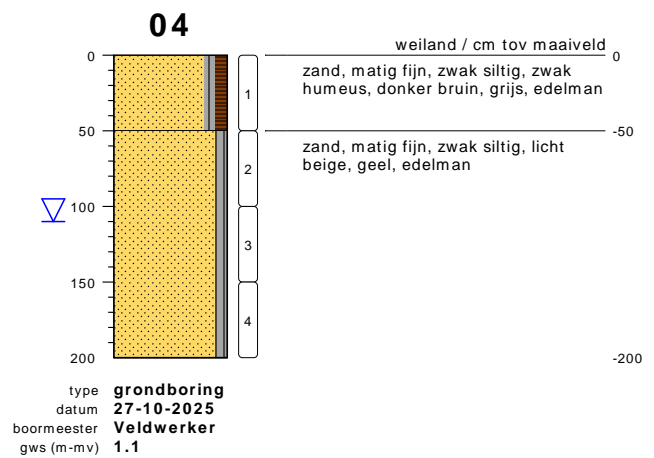 04
weiland / cm tov maaiveld
0
0
zand, matig fijn, zwak siltig, zwak
humeus, donker bruin, grijs, edelman
1
50
-50
zand, matig fijn, zwak siltig, licht
beige, geel, edelman
2
100
3
150
4
200
-200
type grondboring
datum 27-10-2025
boormeester Veldwerker
gws (m-mv) 1.1